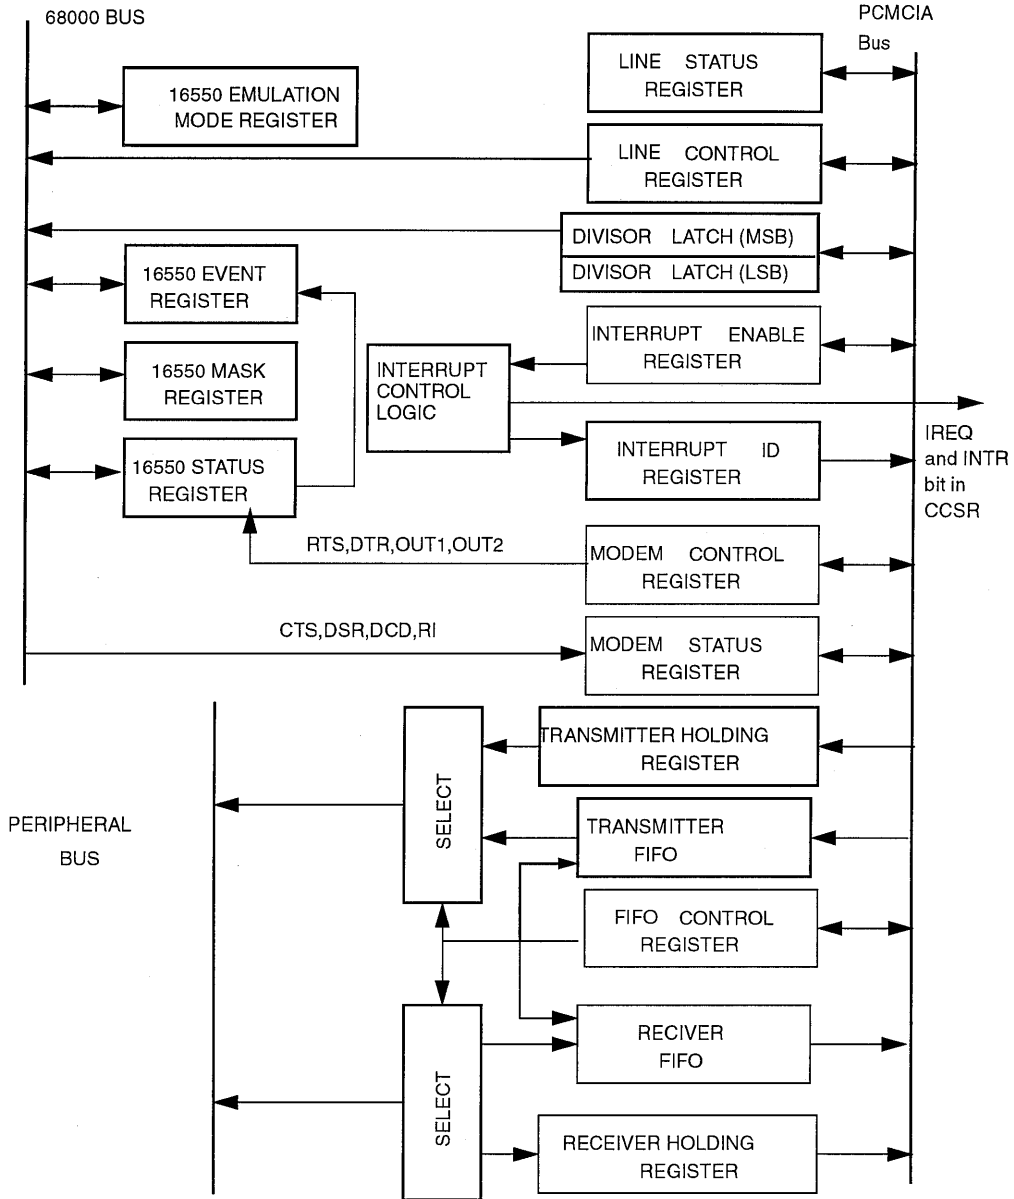 68000 BUS
PCMCIA
Bus
LINE STATUS
REGISTER
16550 EMULATION
MODE REGISTER
LINE CONTROL
REGISTER
DIVISOR LATCH (MSB)
DIVISOR LATCH (LSB)
16550 EVENT
REGISTER
INTERRUPT ENABLE
REGISTER
16550 MASK
REGISTER
INTERRUPT
CONTROL
LOGIC
IREQ
and INTR
bit in
CCSR
INTERRUPT ID
REGISTER
16550 STATUS
REGISTER
RTS,DTR,OUT1,OUT2
MODEM CONTROL
REGISTER
CTS,DSR,DCD,RI
MODEM STATUS
REGISTER
TRANSMITTER HOLDING
REGISTER
SELECT
PERIPHERAL
BUS
TRANSMITTER
FIFO
FIFO CONTROL
REGISTER
RECIVER
FIFO
SELECT
RECEIVER HOLDING
REGISTER